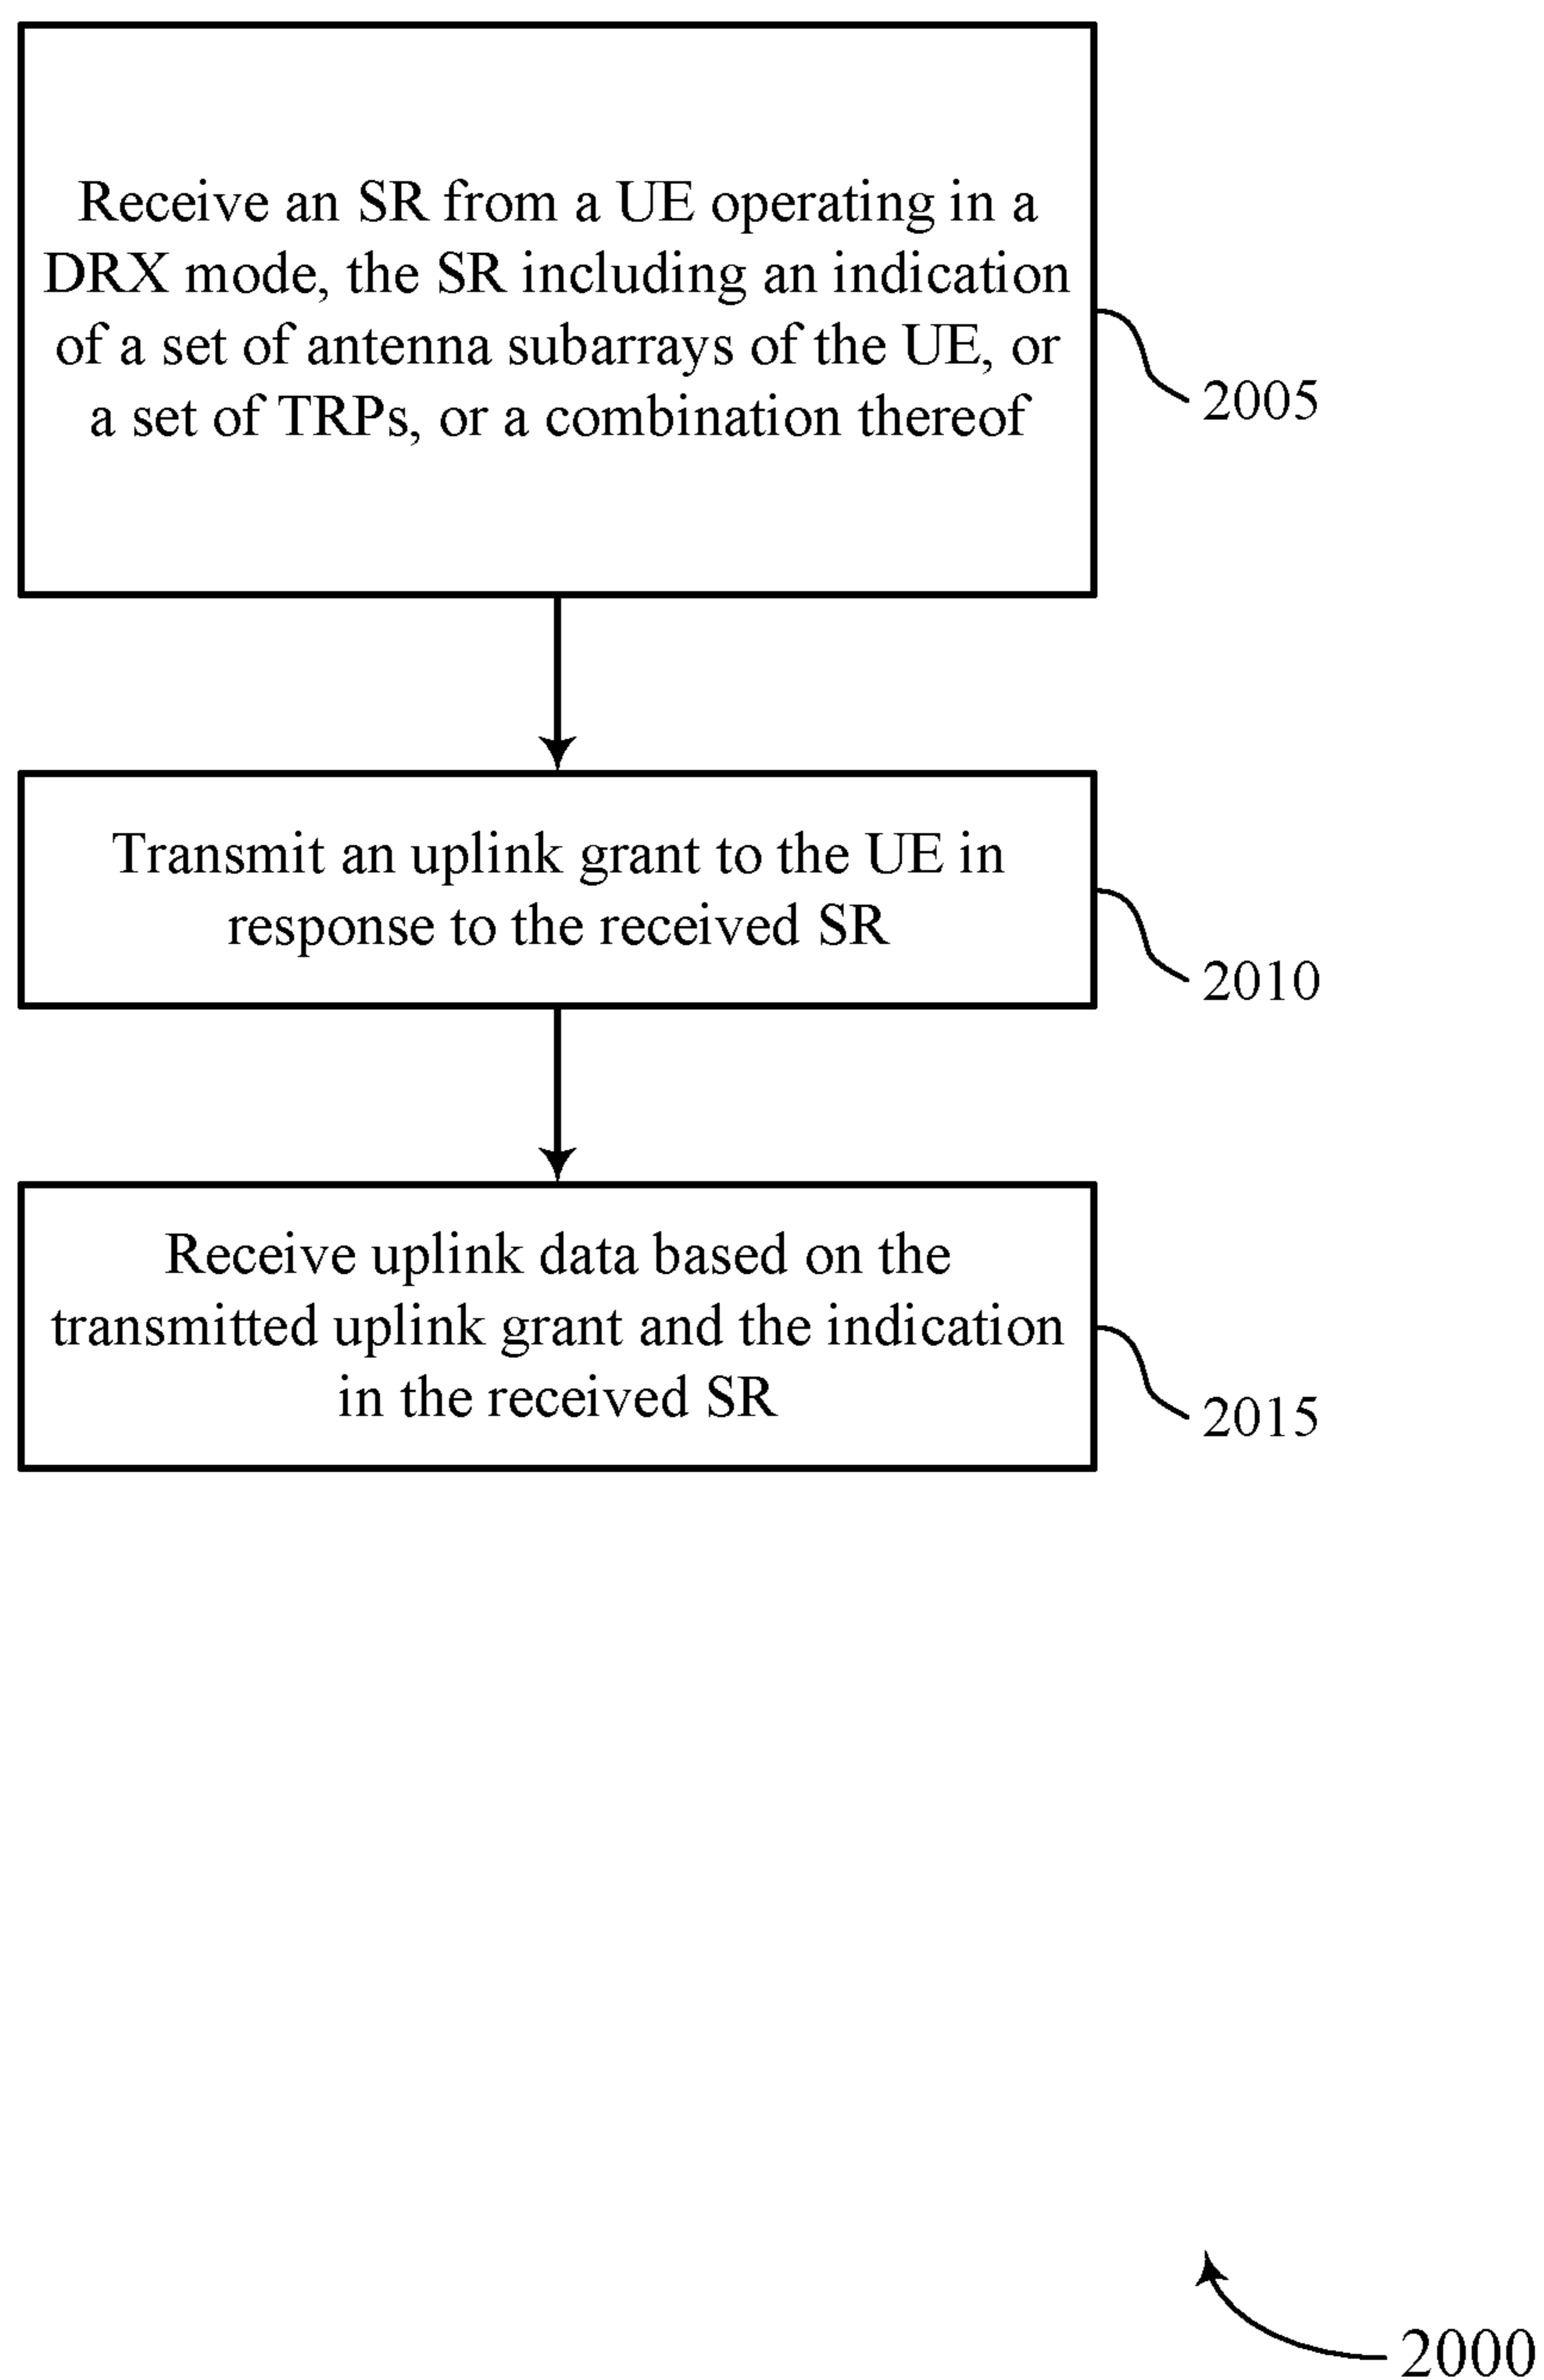 Receive an SR from a UE operating in a
DRX mode, the SR including an indication
of a set of antenna subarrays of the UE, or
a set of TRPs, or a combination thereof
2005
Transmit an uplink grant to the UE in
response to the received SR
2010
Receive uplink data based on the
transmitted uplink grant and the indication
in the received SR
2015
2000